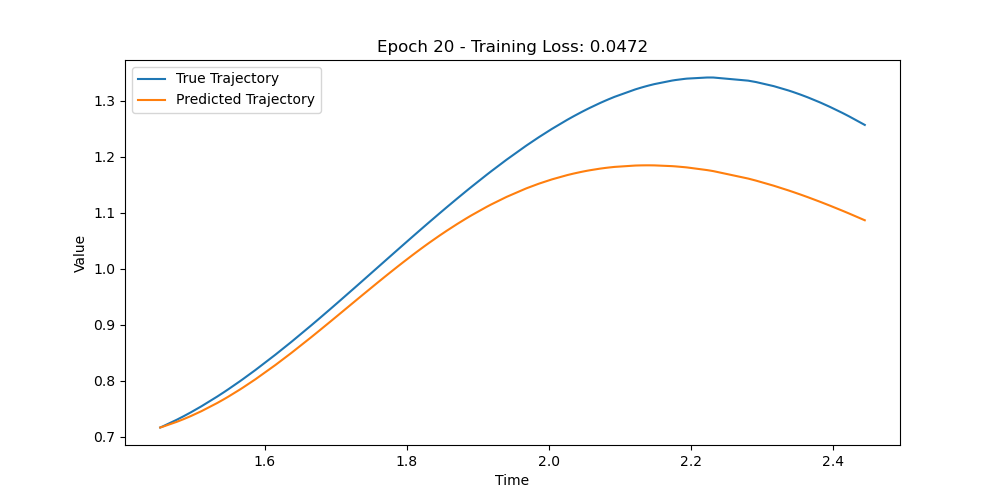 Epoch 20 - Training Loss: 0.0472
True Trajectory
Predicted Trajectory
1.3
1.2
1.1
1.0
0.9
0.8
0.7
Value
1.6
1.8
2.0
2.2
2.4
Time